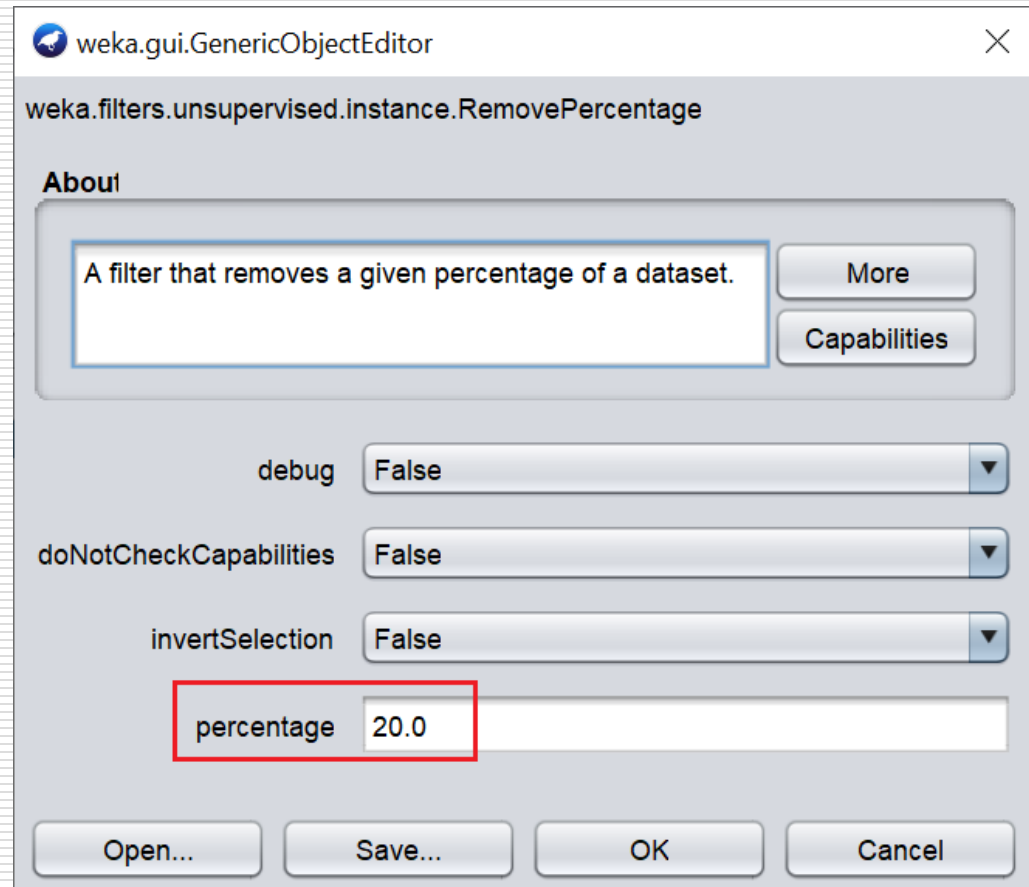 weka.gui.GenericObjectEditor
weka.filters.unsupervised.instance.RemovePercentage
About
A filter that removes a given percentage of a dataset.
More
Capabilities
debug False
doNotCheckCapabilities False
invertSelection False
percentage 20.0
Open... Save... OK Cancel